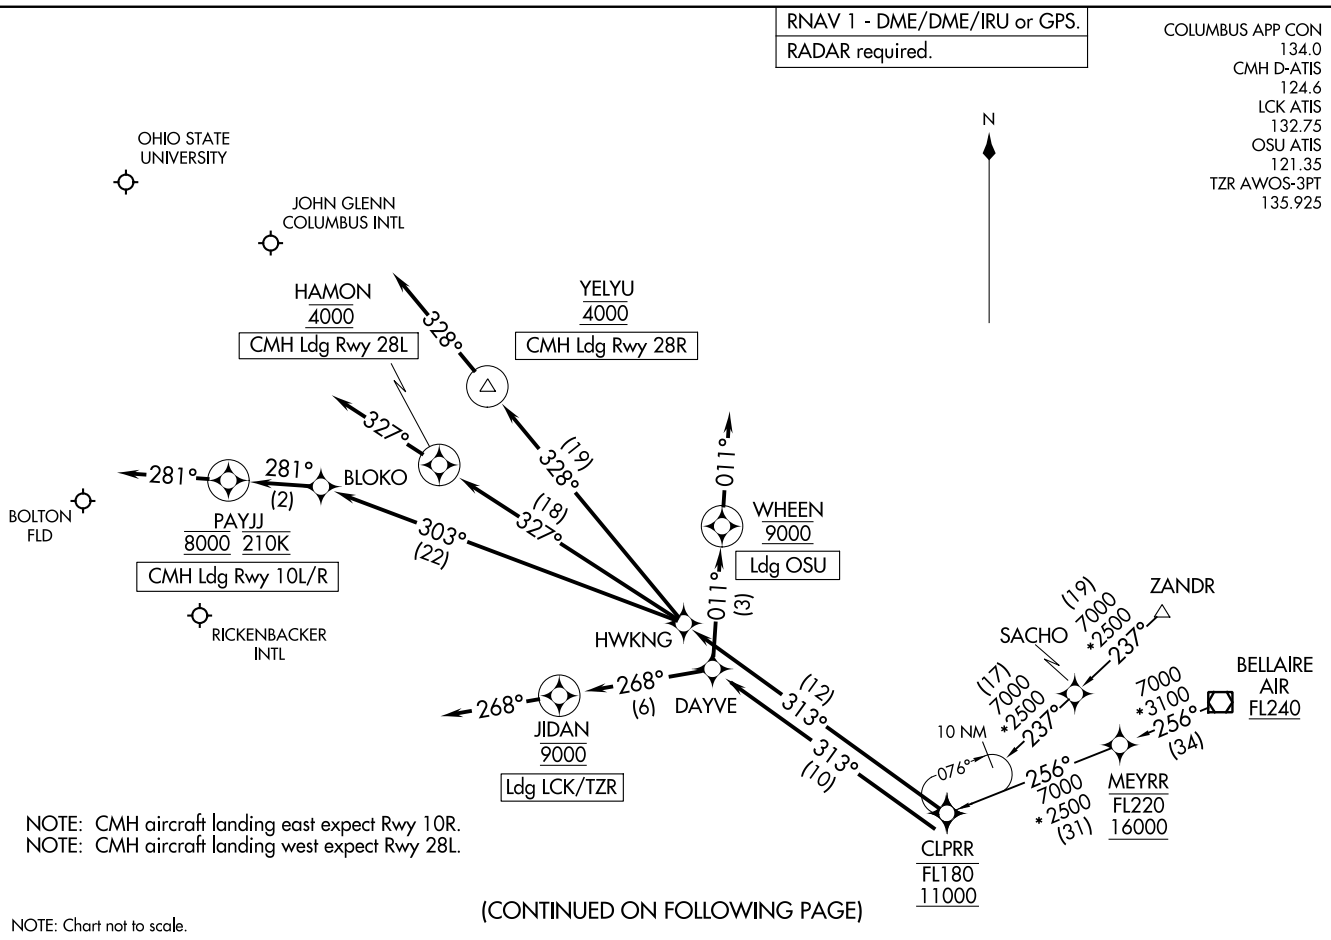 RNAV 1 - DME/DME/IRU or GPS.
RADAR required.
COLUMBUS APP CON
134.0
CMH D-ATIS
124.6
LCK ATIS
132.75
OSU ATIS
121.35
TZR AWOS-3PT
135.925
N
OHIO STATE
UNIVERSITY
JOHN GLENN
COLUMBUS INTL
HAMON
4000
CMH Ldg Rwy 28L
YELYU
4000
CMH Ldg Rwy 28R
328°
327°
(19)
328°
(18)
327°
281°
281°
(2)
BLOKO
303°
(22)
BOLTON
FLD
PAYJJ
8000 210K
CMH Ldg Rwy 10L/R
011°
WHEEN
9000
Ldg OSU
011°
(3)
RICKENBACKER
INTL
HWKNG
DAYVE
268°
(6)
268°
JIDAN
9000
Ldg LCK/TZR
(12)
313°
313°
(10)
ZANDR
(19)
7000
*2500
237°
SACHO
(17)
7000
*2500
237°
BELLAIRE
AIR
FL240
7000
*3100
256°
(34)
10 NM
076°
256°
7000
*2500
(31)
MEYRR
FL220
16000
CLPRR
FL180
11000
NOTE: CMH aircraft landing east expect Rwy 10R.
NOTE: CMH aircraft landing west expect Rwy 28L.
(CONTINUED ON FOLLOWING PAGE)
NOTE: Chart not to scale.